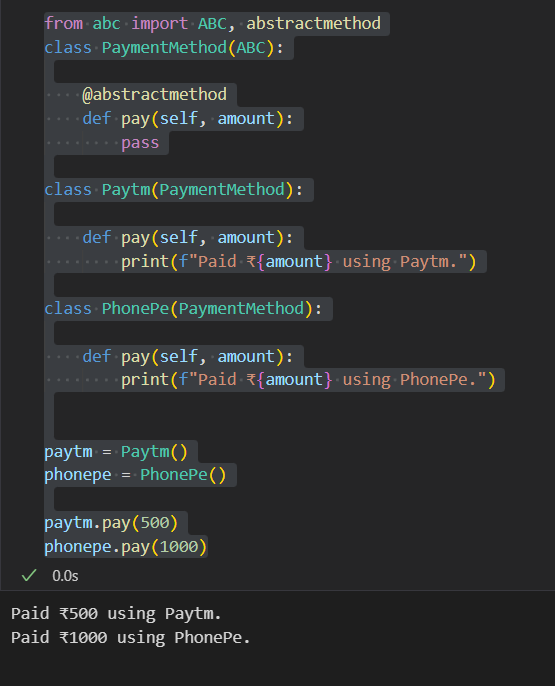 from abc import ABC, abstractmethod
class PaymentMethod(ABC):
    @abstractmethod
    def pay(self, amount):
        pass
class Paytm(PaymentMethod):
    def pay(self, amount):
        print(f"Paid ₹{amount} using Paytm.")
class PhonePe(PaymentMethod):
    def pay(self, amount):
        print(f"Paid ₹{amount} using PhonePe.")
paytm = Paytm()
phonepe = PhonePe()
paytm.pay(500)
phonepe.pay(1000)
0.0s
Paid ₹500 using Paytm.
Paid ₹1000 using PhonePe.